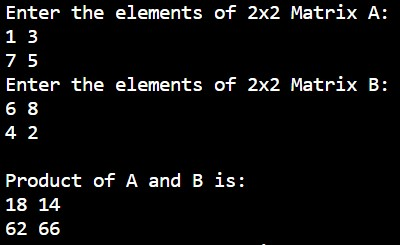 Enter the elements of 2x2 Matrix A:
1 3
7 5
Enter the elements of 2x2 Matrix B:
6 8
4 2
Product of A and B is:
18 14
62 66